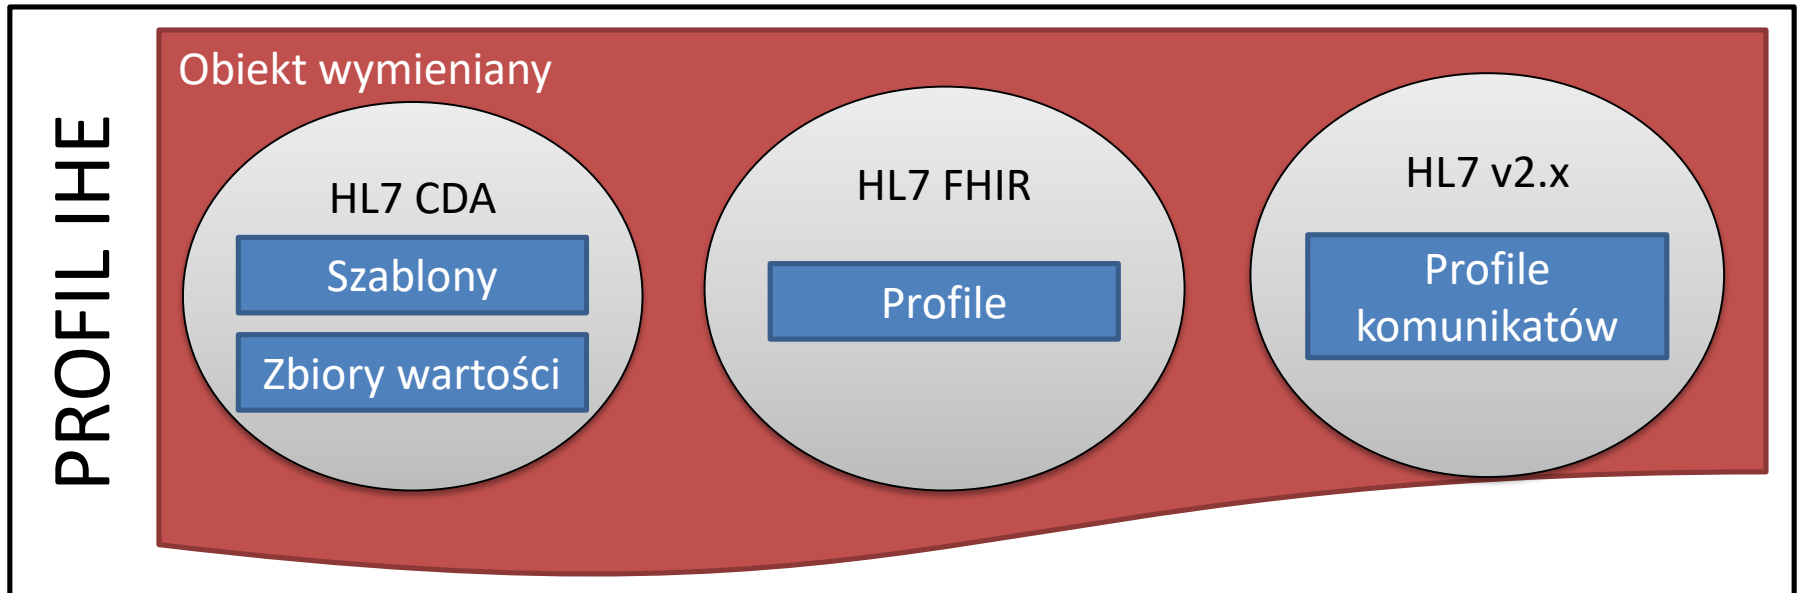 PROFIL IHE
Obiekt wymieniany
HL7 CDA
Szablony
Zbiory wartości
HL7 FHIR
Profile
HL7 v2.x
Profile
komunikatów